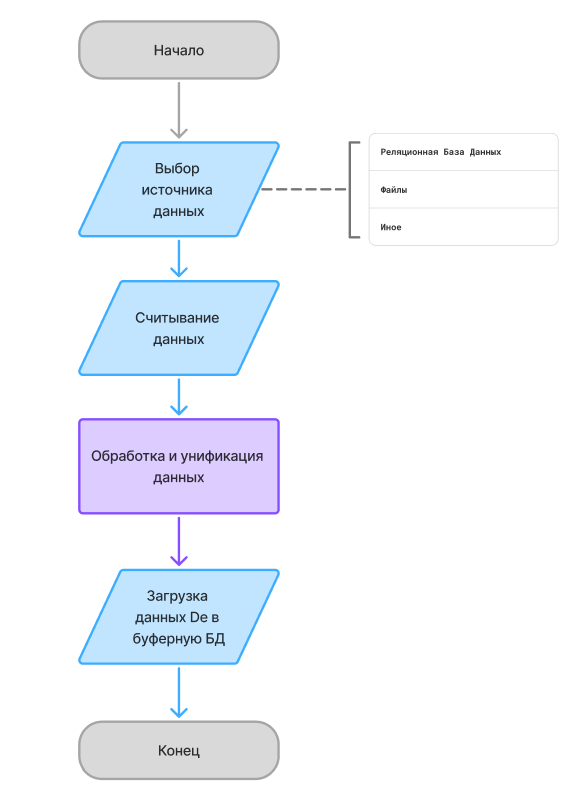 Начало
Выбор
источника
данных
Реляционная База Данных
Файлы
Иное
Считывание
данных
Обработка и унификация
данных
Загрузка
данных De в
буферную БД
Конец